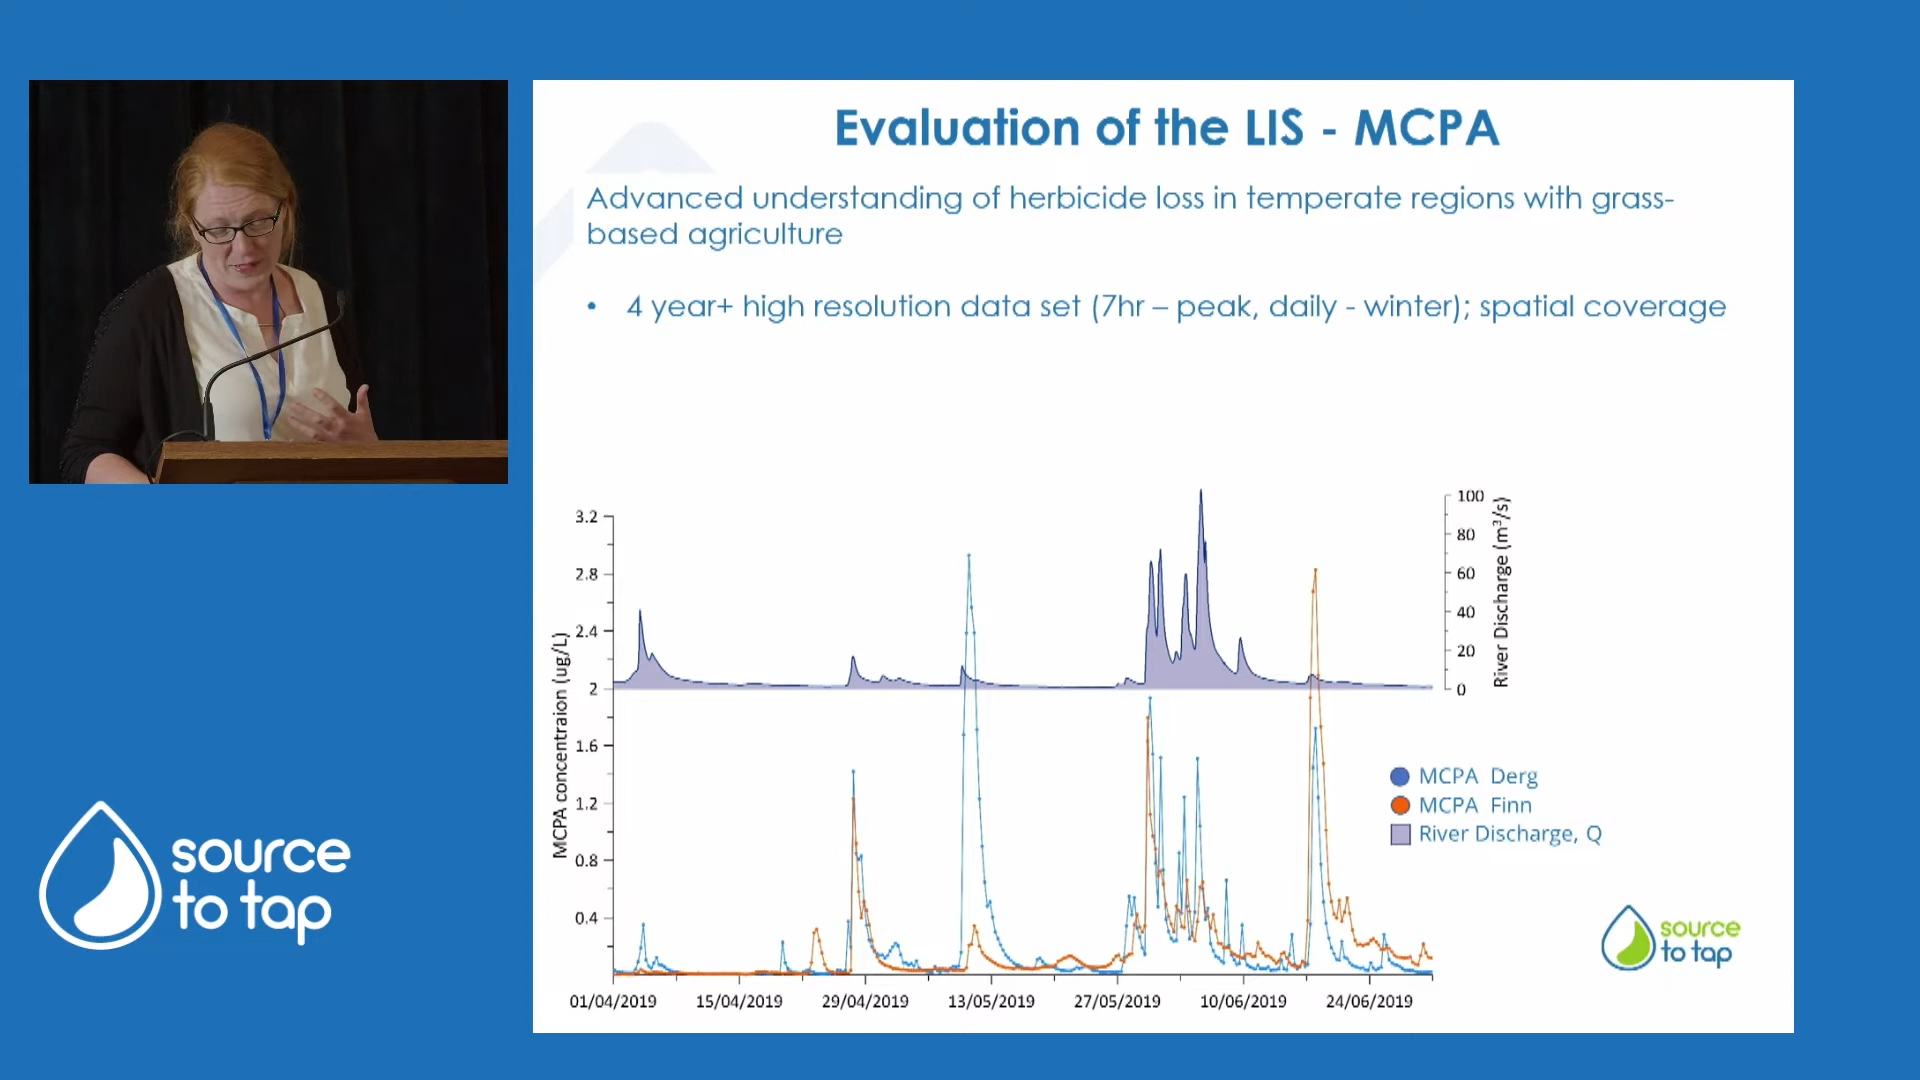 Evaluation of the LIS - MCPA
Advanced understanding of herbicide loss in temperate regions with grass-
based agriculture
• 4 year+ high resolution data set (7hr – peak, daily - winter); spatial coverage
MCPA concentraion (ug/L)
3.2
2.8
2.4
2
1.6
1.2
0.8
0.4
100
80
60
40
20
0
River Discharge (m³/s)
MCPA Derg
MCPA Finn
River Discharge, Q
01/04/2019 15/04/2019 29/04/2019 13/05/2019 27/05/2019 10/06/2019 24/06/2019
source
to tap
source
to tap